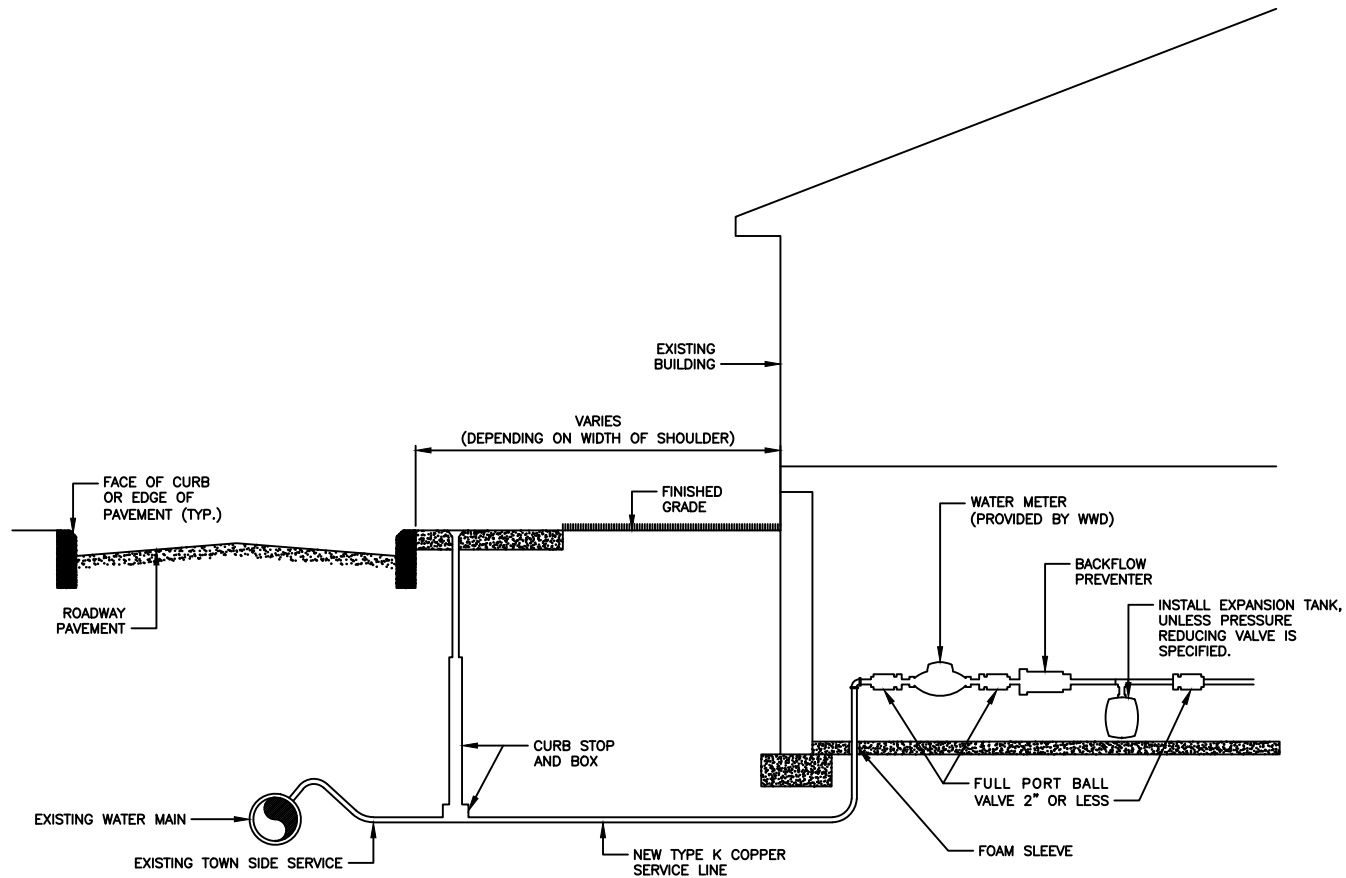 EXISTING
BUILDING
VARIES
(DEPENDING ON WIDTH OF SHOULDER)
FACE OF CURB
OR EDGE OF
PAVEMENT (TYP.)
FINISHED
GRADE
WATER METER
(PROVIDED BY WWD)
BACKFLOW
PREVENTER
INSTALL EXPANSION TANK,
UNLESS PRESSURE
REDUCING VALVE IS
SPECIFIED.
ROADWAY
PAVEMENT
CURB STOP
AND BOX
FULL PORT BALL
VALVE 2" OR LESS
EXISTING WATER MAIN
EXISTING TOWN SIDE SERVICE
NEW TYPE K COPPER
SERVICE LINE
FOAM SLEEVE